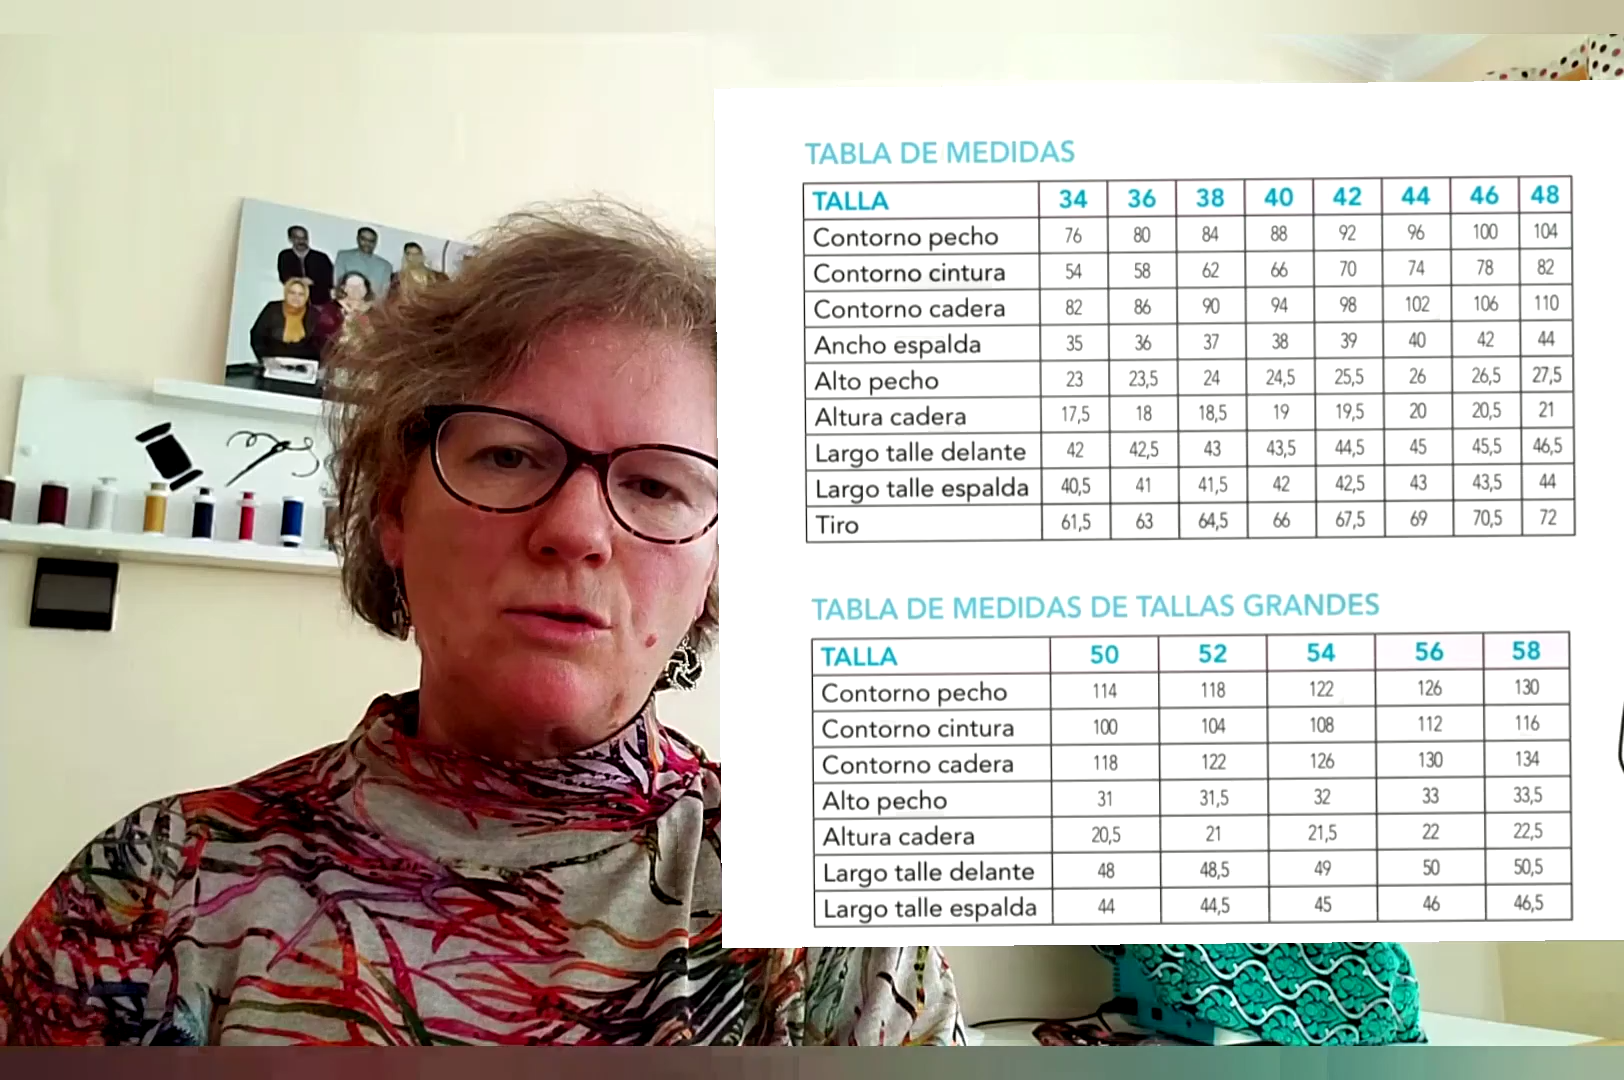 TABLA DE MEDIDAS
TALLA 34 36 38 40 42 44 46 48
Contorno pecho 76 80 84 88 92 96 100 104
Contorno cintura 54 58 62 66 70 74 78 82
Contorno cadera 82 86 90 94 98 102 106 110
Ancho espalda 35 36 37 38 39 40 42 44
Alto pecho 23 23,5 24 24,5 25,5 26 26,5 27,5
Altura cadera 17,5 18 18,5 19 19,5 20 20,5 21
Largo talle delante 42 42,5 43 43,5 44,5 45 45,5 46,5
Largo talle espalda 40,5 41 41,5 42 42,5 43 43,5 44
Tiro 61,5 63 64,5 66 67,5 69 70,5 72
TABLA DE MEDIDAS DE TALLAS GRANDES
TALLA 50 52 54 56 58
Contorno pecho 114 118 122 126 130
Contorno cintura 100 104 108 112 116
Contorno cadera 118 122 126 130 134
Alto pecho 31 31,5 32 33 33,5
Altura cadera 20,5 21 21,5 22 22,5
Largo talle delante 48 48,5 49 50 50,5
Largo talle espalda 44 44,5 45 46 46,5